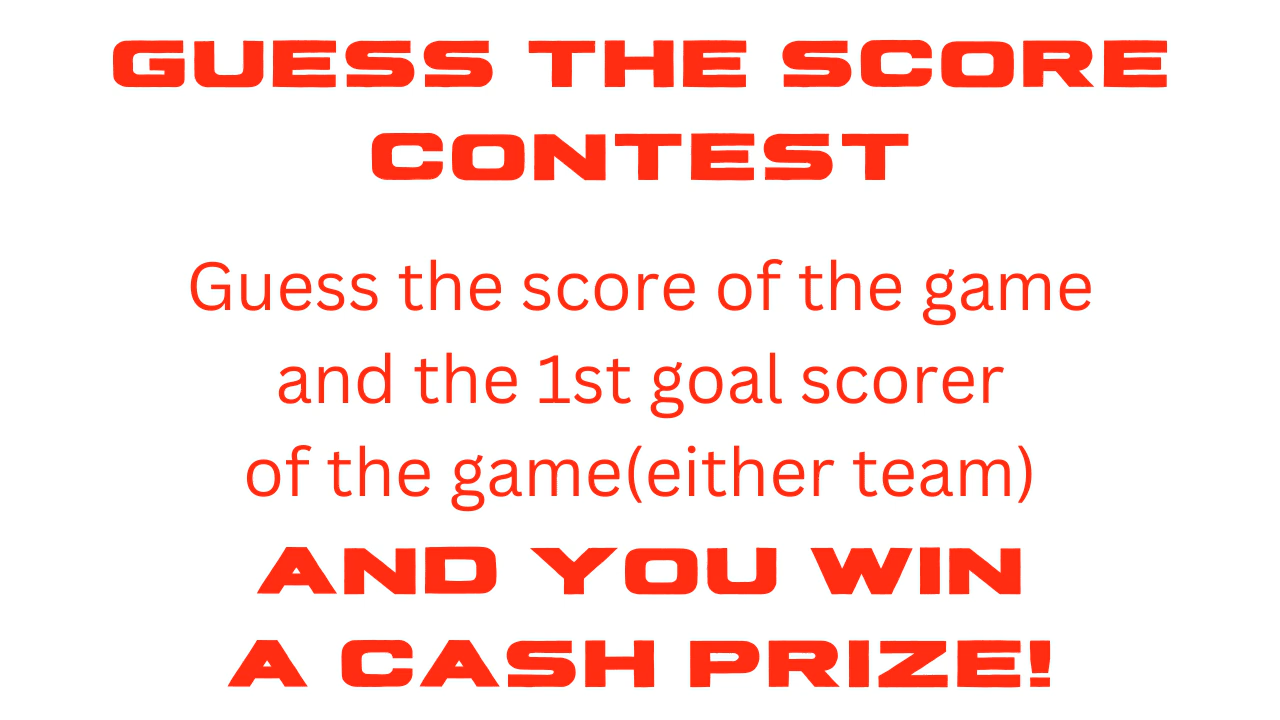 GUESS THE SCORE
CONTEST
Guess the score of the game
and the 1st goal scorer
of the game(either team)
AND YOU WIN
A CASH PRIZE!